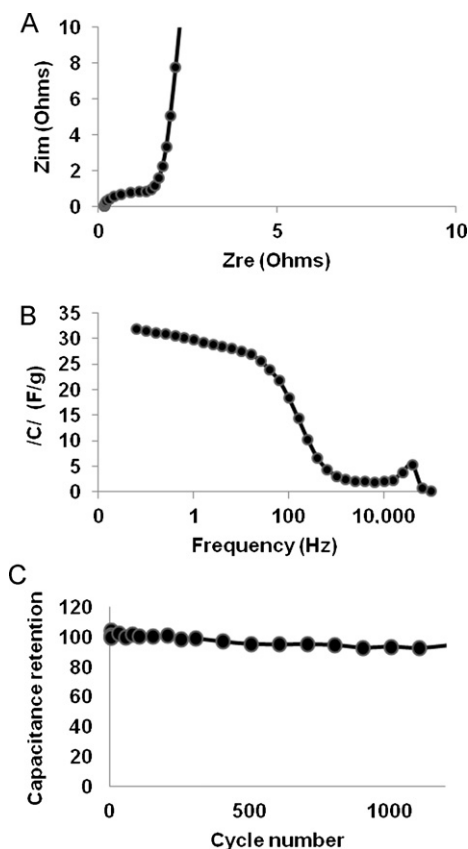 A
10
8
6
4
2
0
Zim (Ohms)
0 5 10
Zre (Ohms)
B
35
30
25
20
15
10
5
0
/C/ (F/g)
0 1 100 10.000
Frequency (Hz)
C
120
100
80
60
40
20
0
Capacitance retention
0 500 1000
Cycle number